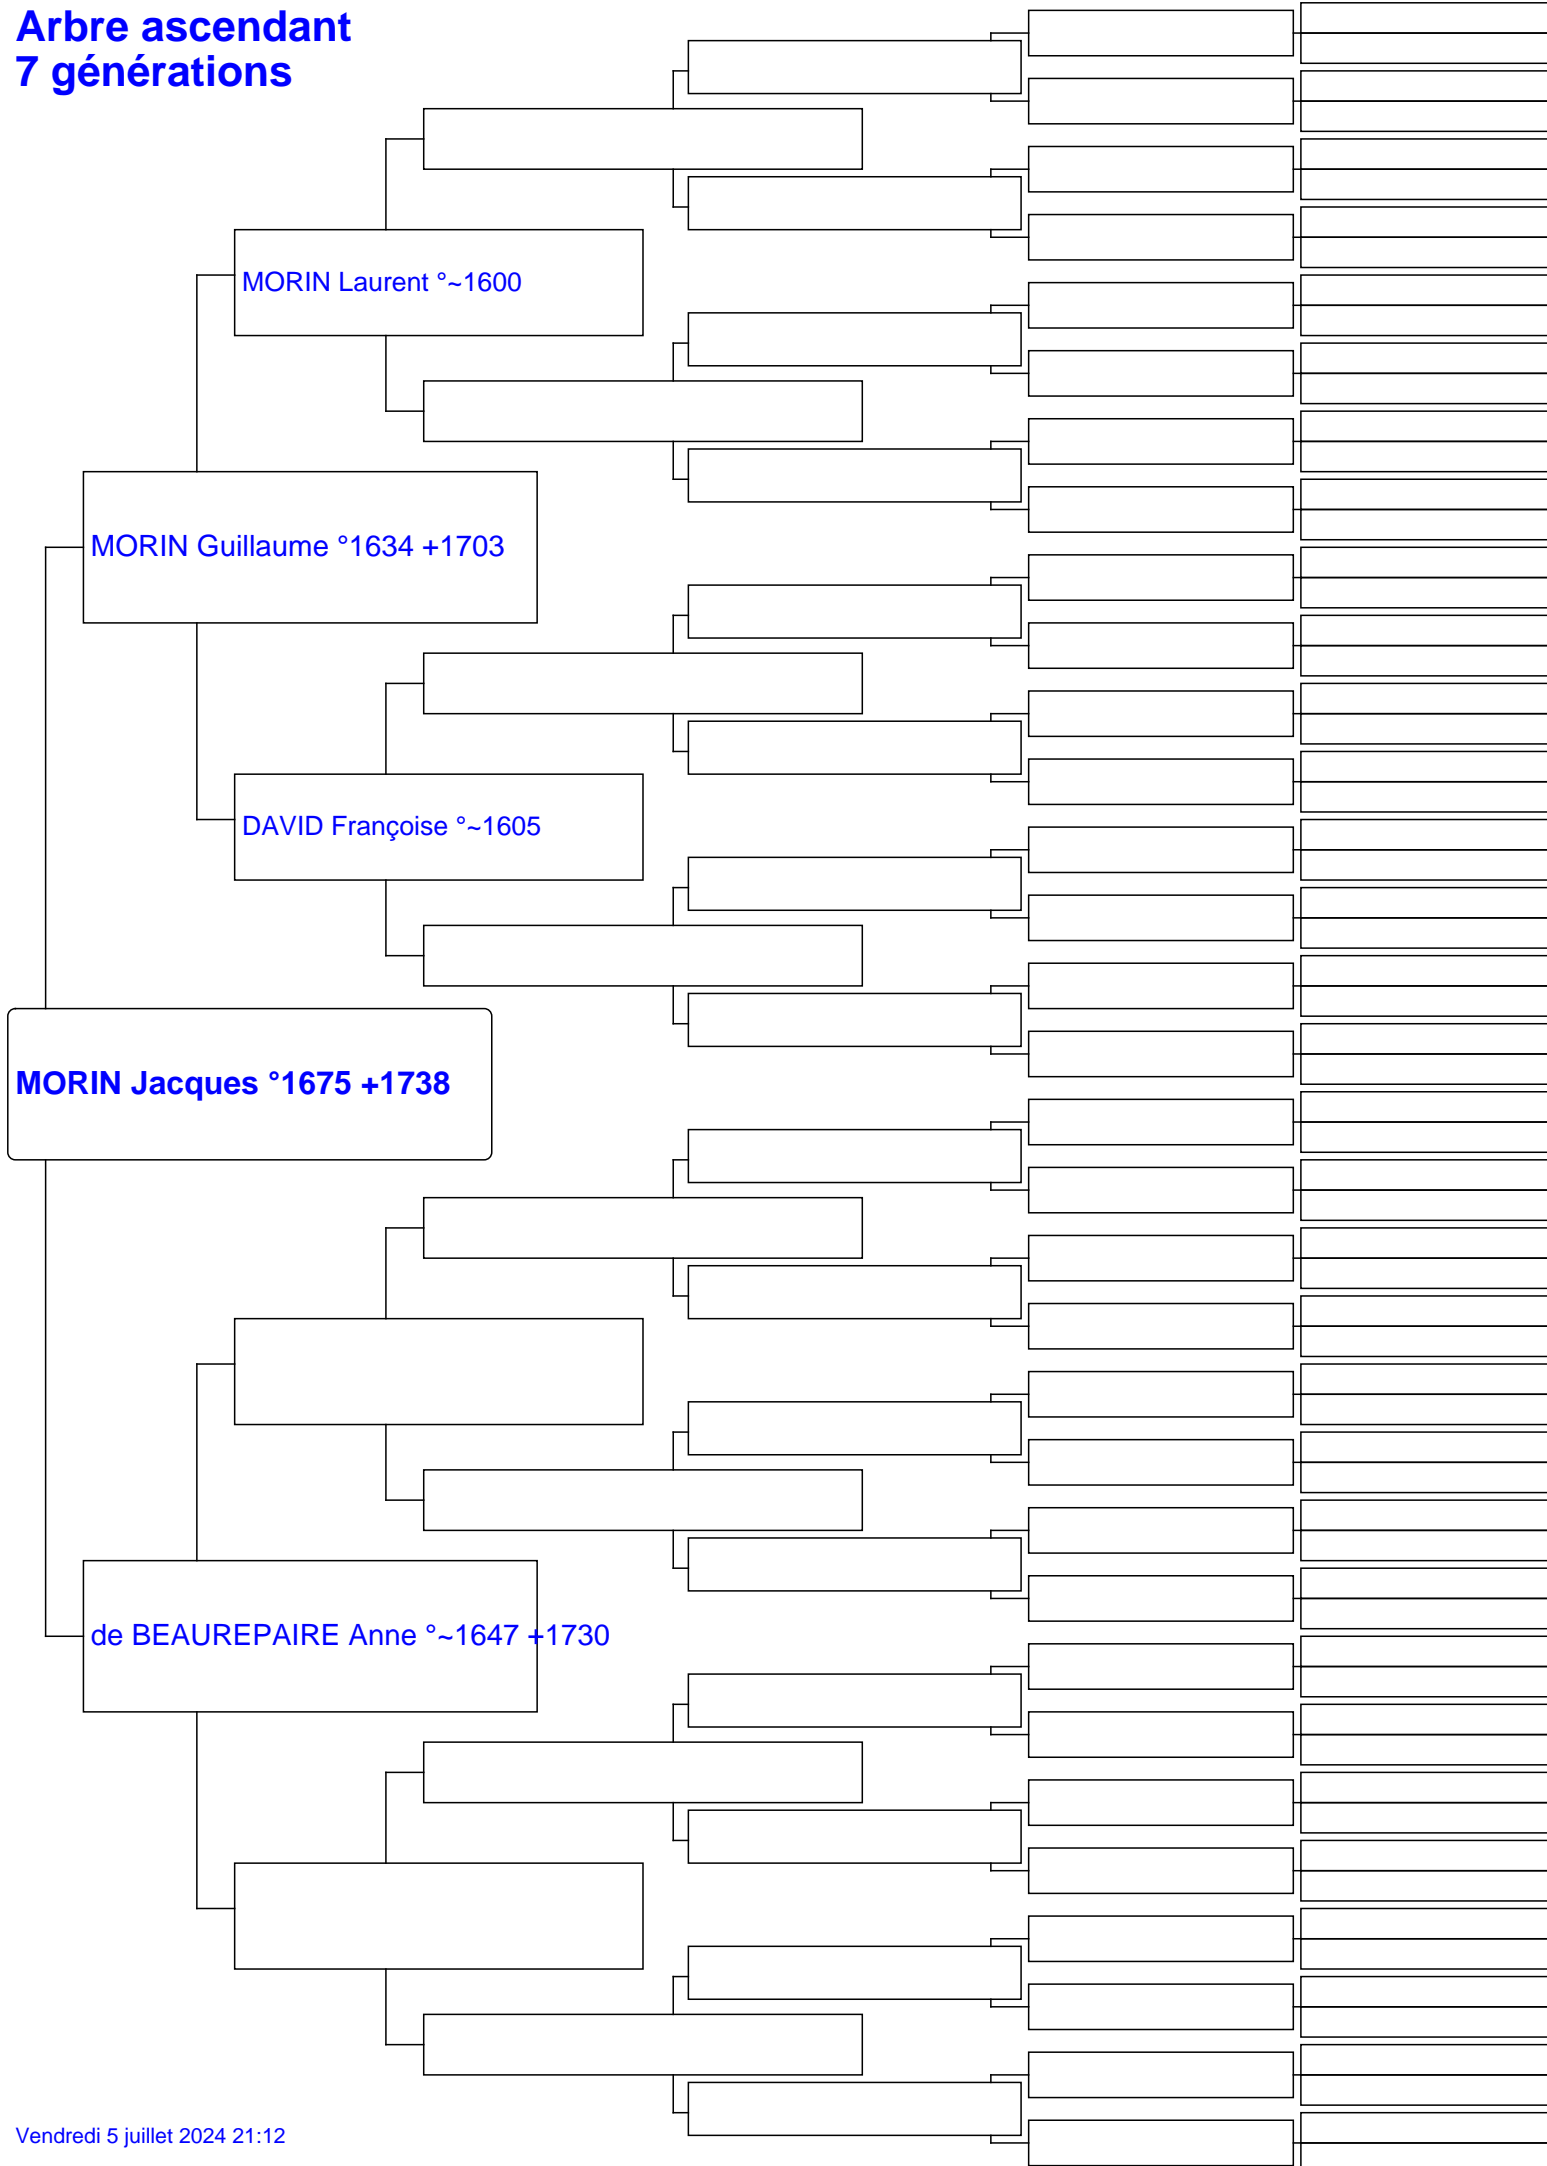 Arbre ascendant
7 générations
MORIN Laurent °~1600
MORIN Guillaume °1634 +1703
DAVID Françoise °~1605
MORIN Jacques °1675 +1738
de BEAUREPAIRE Anne °~1647 +1730
Vendredi 5 juillet 2024 21:12